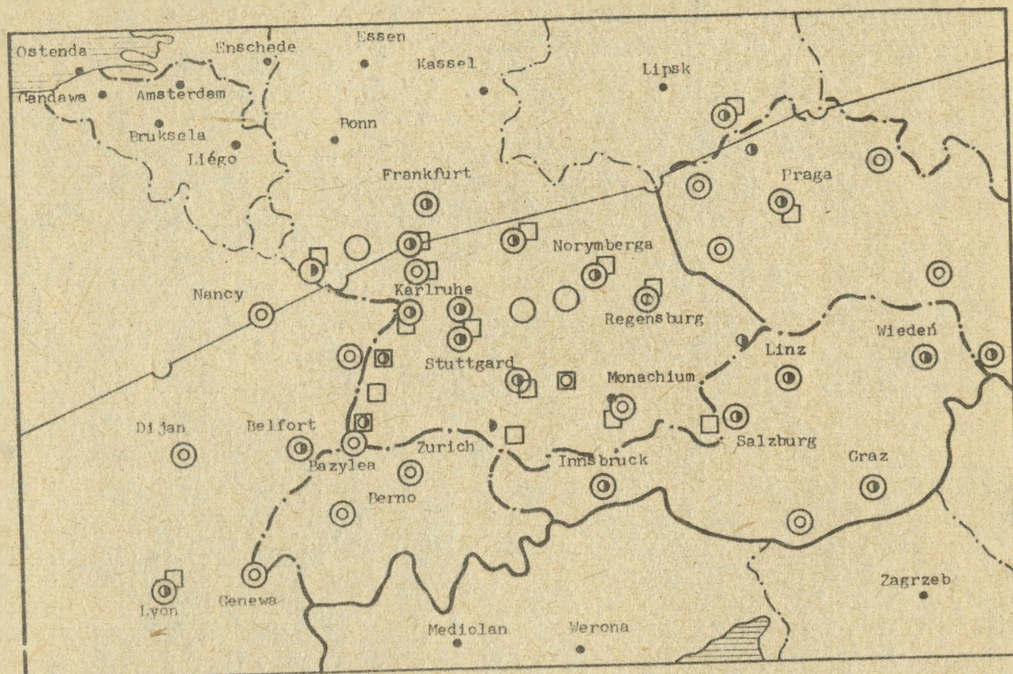 Essen
Ostenda
Enschede
Kassel
Lipsk
Gandawa
Amsterdam
Bruksela
Bonn
Liégo
Frankfurt
Praga
Norymberga
Nancy
Karlruhe
Regensburg
Wiedeń
Stuttgard
Linz
Monachium
Dijan
Belfort
Zurich
Salzburg
Bazylea
Innsbruck
Graz
Berno
Genewa
Lyon
Zagrzeb
Mediolan
Werona